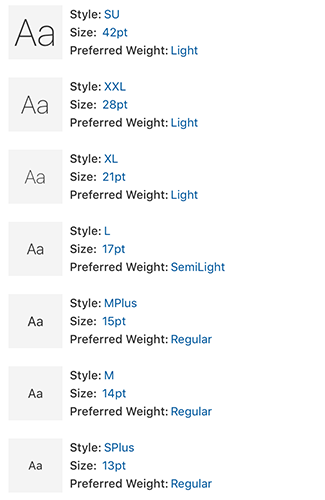 Aa
Style: SU
Size: 42pt
Preferred Weight: Light
Aa
Style: XXL
Size: 28pt
Preferred Weight: Light
Aa
Style: XL
Size: 21pt
Preferred Weight: Light
Aa
Style: L
Size: 17pt
Preferred Weight: SemiLight
Aa
Style: MPlus
Size: 15pt
Preferred Weight: Regular
Aa
Style: M
Size: 14pt
Preferred Weight: Regular
Aa
Style: SPlus
Size: 13pt
Preferred Weight: Regular